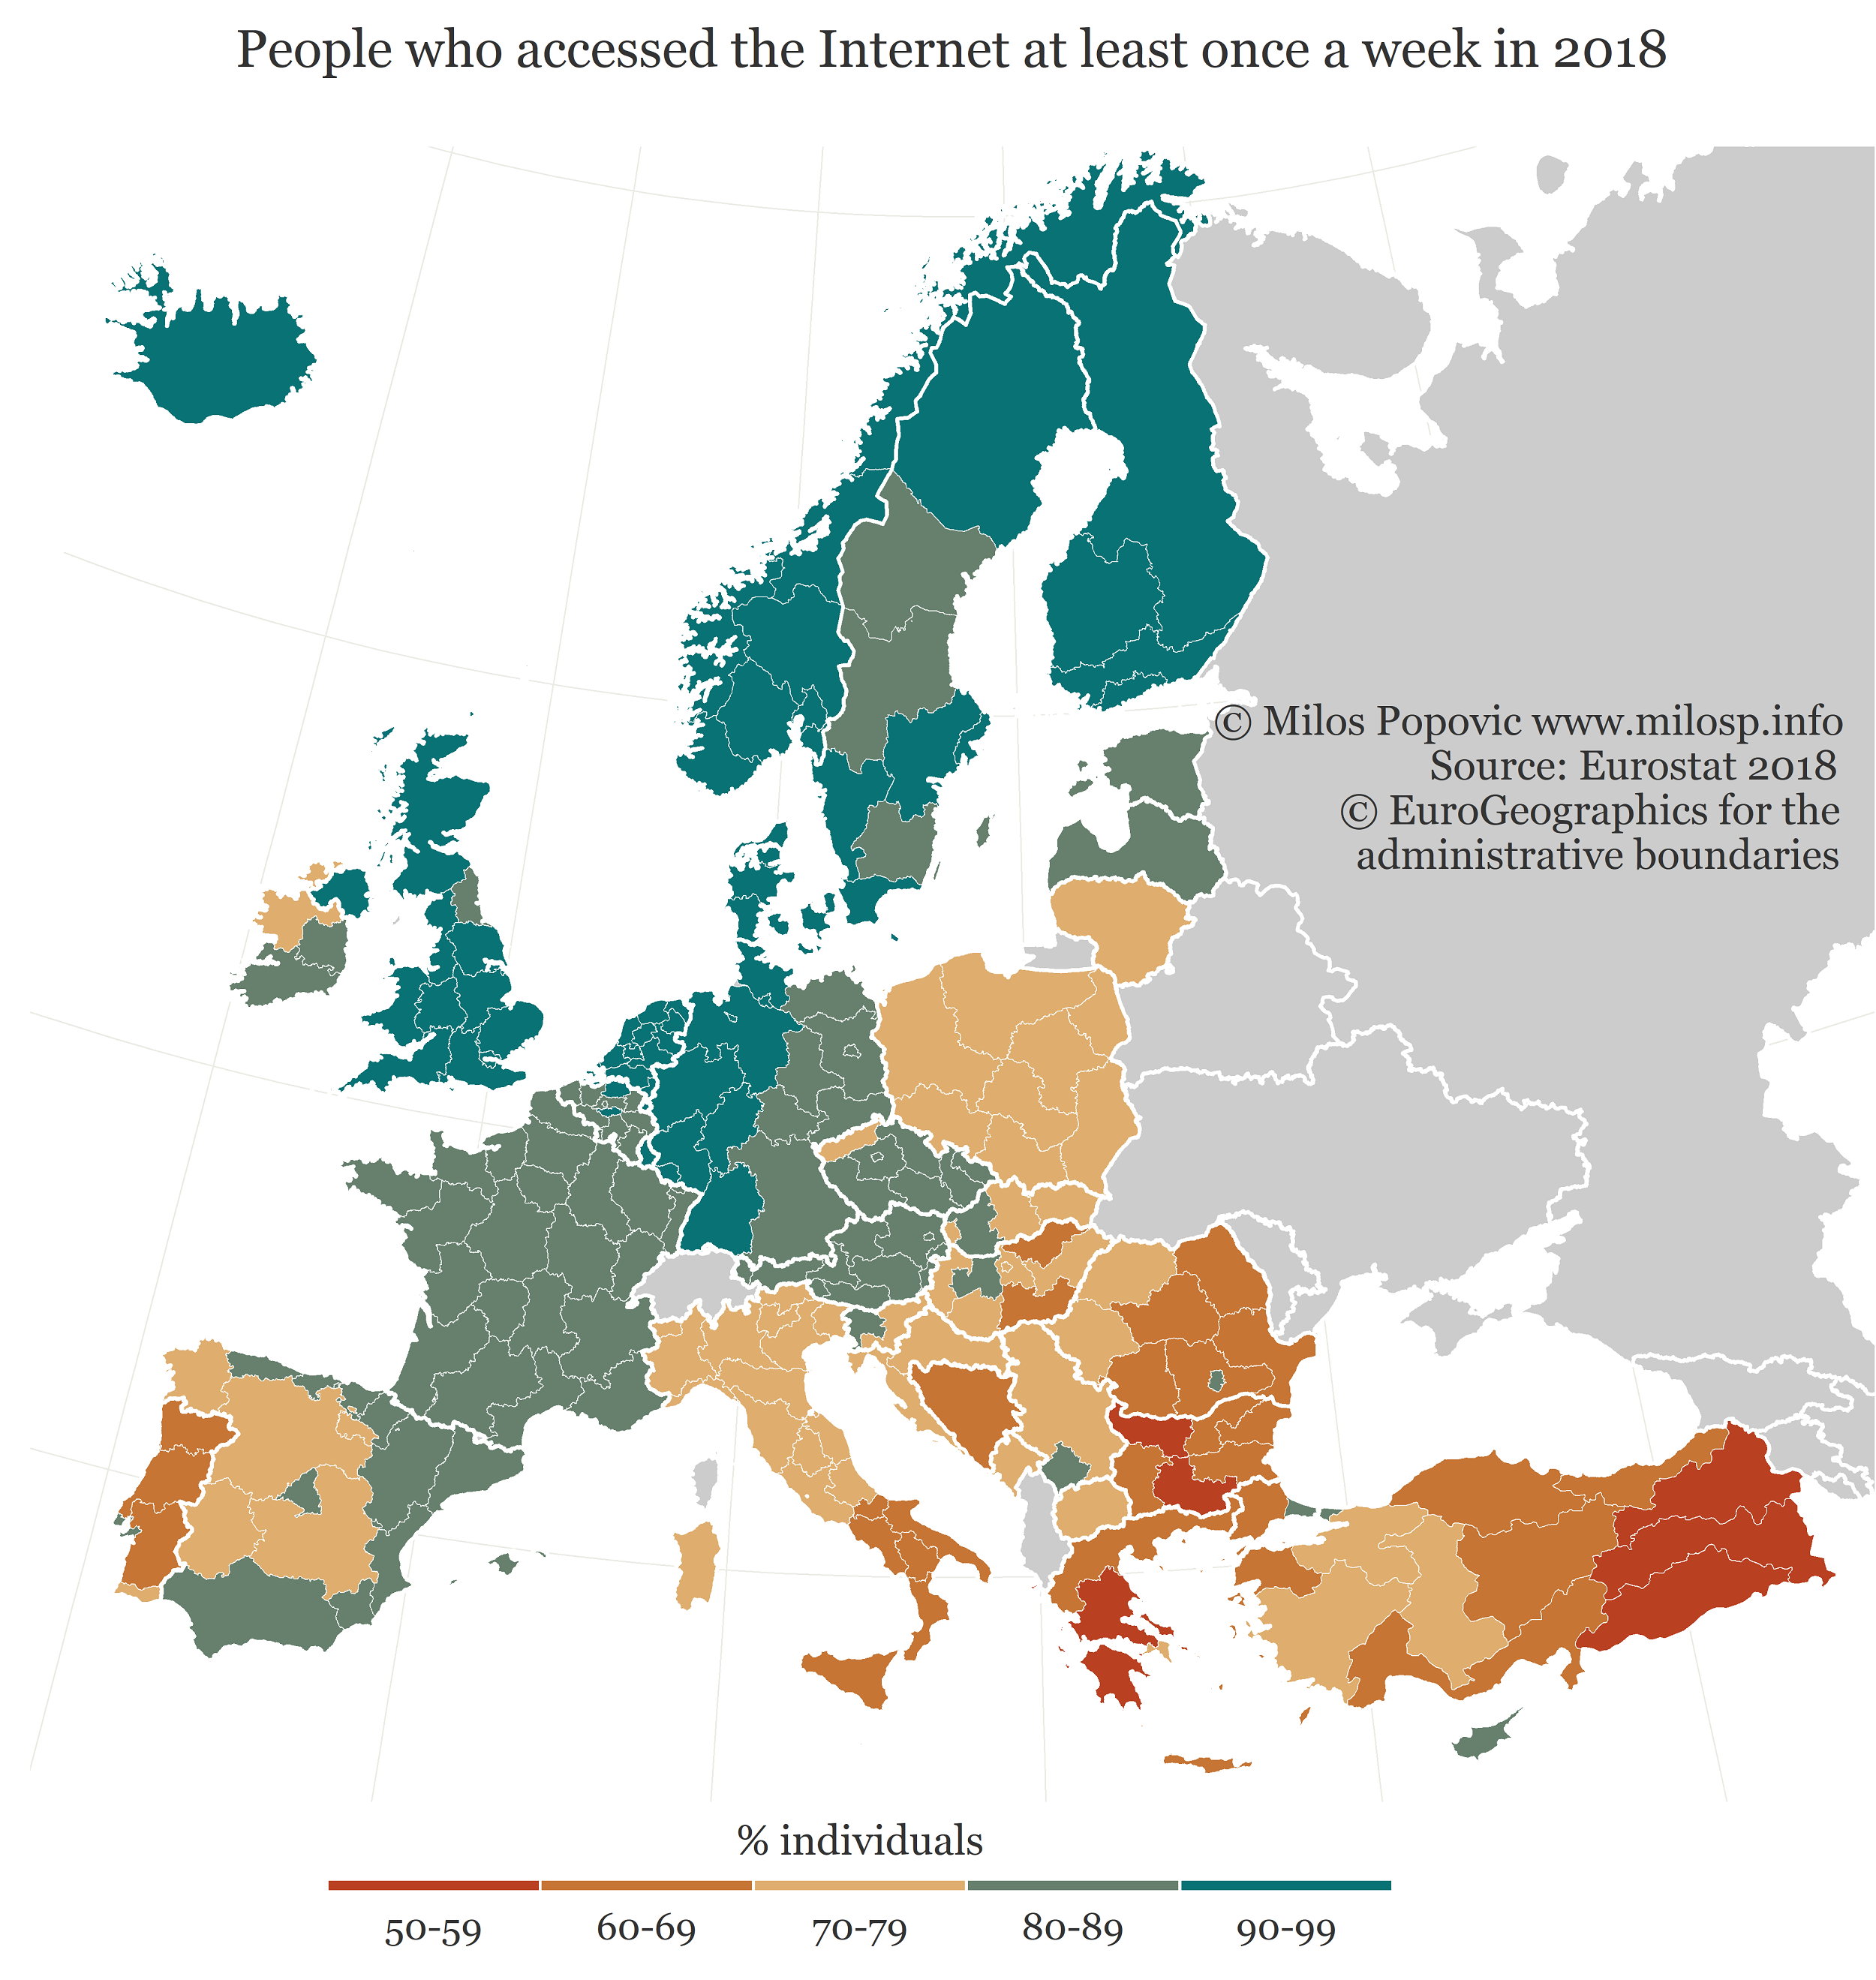 People who accessed the Internet at least once a week in 2018
© Milos Popovic www.milosp.info
Source: Eurostat 2018
© EuroGeographics for the
administrative boundaries
% individuals
50-59 60-69 70-79 80-89 90-99